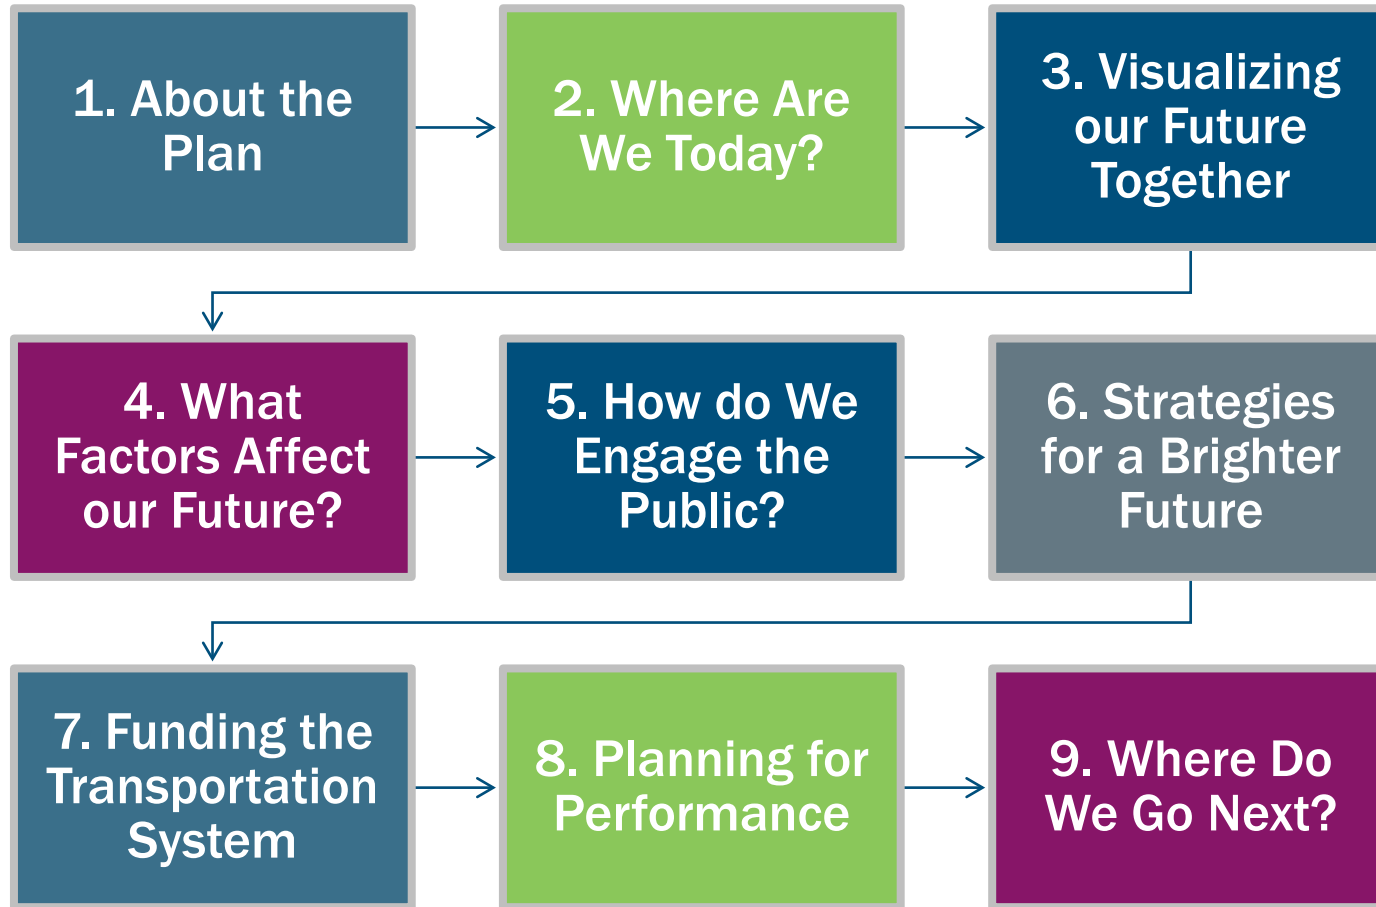 1. About the
Plan
2. Where Are
We Today?
3. Visualizing
our Future
Together
4. What
Factors Affect
our Future?
5. How do We
Engage the
Public?
6. Strategies
for a Brighter
Future
7. Funding the
Transportation
System
8. Planning for
Performance
9. Where Do
We Go Next?